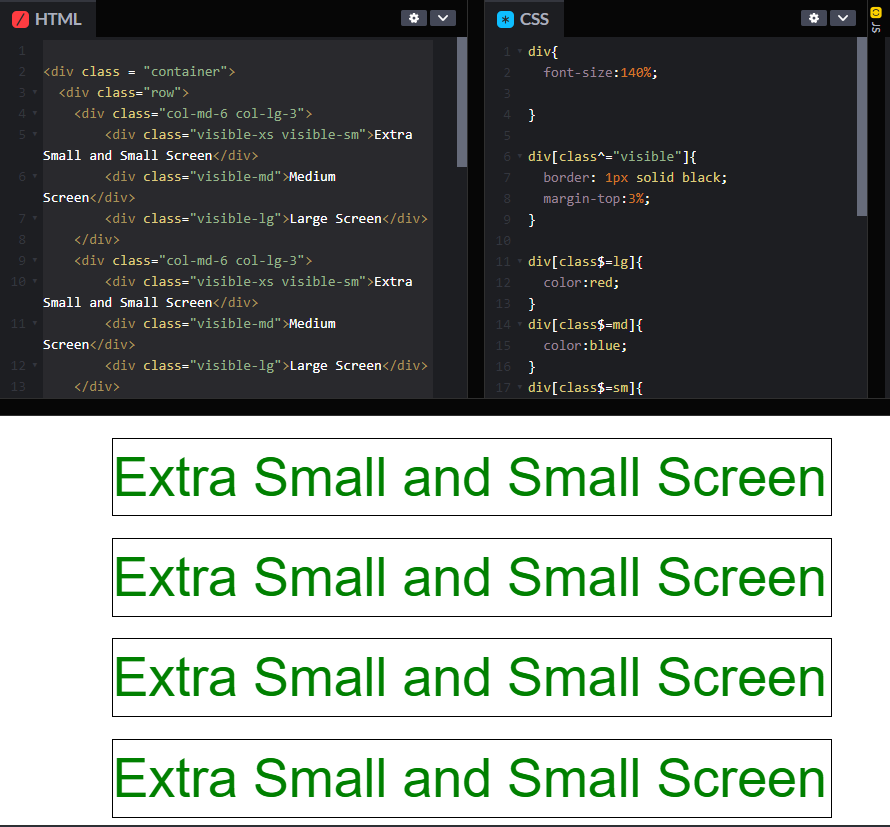 HTML
1
2 <div class = "container">
3 <div class="row">
4 <div class="col-md-6 col-lg-3">
5 <div class="visible-xs visible-sm">Extra
Small and Small Screen</div>
6 <div class="visible-md">Medium
Screen</div>
7 <div class="visible-lg">Large Screen</div>
8 </div>
9 <div class="col-md-6 col-lg-3">
10 <div class="visible-xs visible-sm">Extra
Small and Small Screen</div>
11 <div class="visible-md">Medium
Screen</div>
12 <div class="visible-lg">Large Screen</div>
13 </div>
CSS
1 div{
2 font-size:140%;
3
4 }
5
6 div[class^="visible"]{
7 border: 1px solid black;
8 margin-top:3%;
9 }
10
11 div[class$=lg]{
12 color:red;
13 }
14 div[class$=md]{
15 color:blue;
16 }
17 div[class$=sm]{
JS
Extra Small and Small Screen
Extra Small and Small Screen
Extra Small and Small Screen
Extra Small and Small Screen